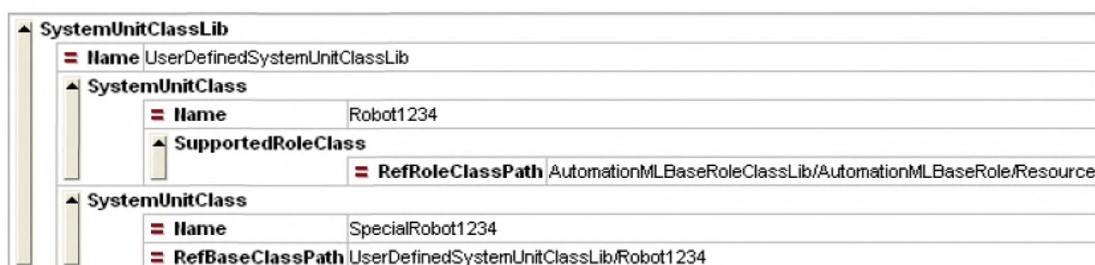 SystemUnitClassLib
= Name UserDefinedSystemUnitClassLib
SystemUnitClass
= Name Robot1234
SupportedRoleClass
= RefRoleClassPath AutomationMLBaseRoleClassLib/AutomationMLBaseRole/Resource
SystemUnitClass
= Name SpecialRobot1234
= RefBaseClassPath UserDefinedSystemUnitClassLib/Robot1234